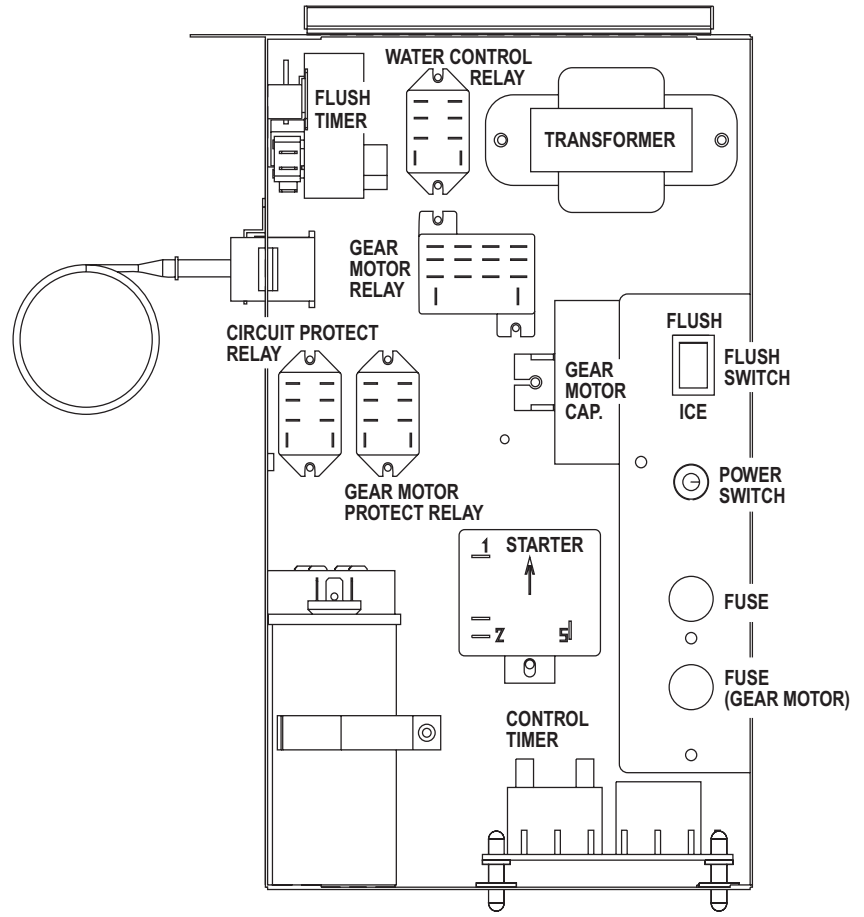 WATER CONTROL
RELAY
FLUSH
TIMER
TRANSFORMER
GEAR
MOTOR
RELAY
CIRCUIT PROTECT
RELAY
FLUSH
FLUSH
SWITCH
ICE
GEAR
MOTOR
CAP.
POWER
SWITCH
GEAR MOTOR
PROTECT RELAY
1 STARTER
2 5
FUSE
FUSE
(GEAR MOTOR)
CONTROL
TIMER